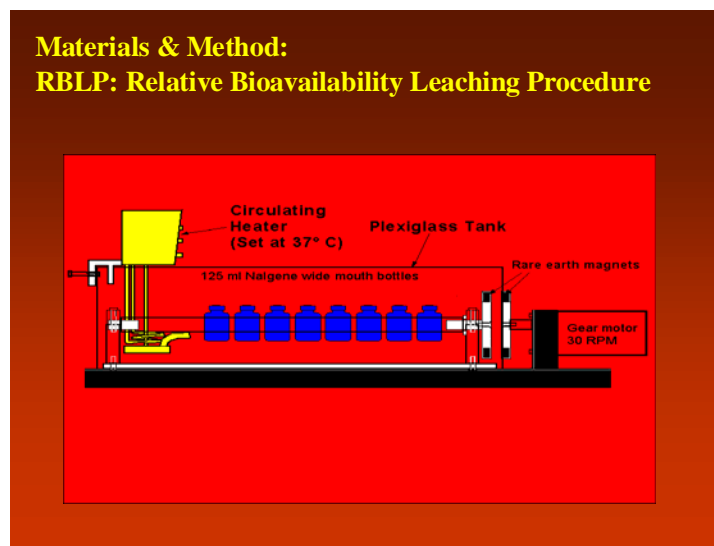 Materials & Method:
RBLP: Relative Bioavailability Leaching Procedure
Circulating
Heater
(Set at 37° C)
Plexiglass Tank
Rare earth magnets
125 ml Nalgene wide mouth bottles
Gear motor
30 RPM